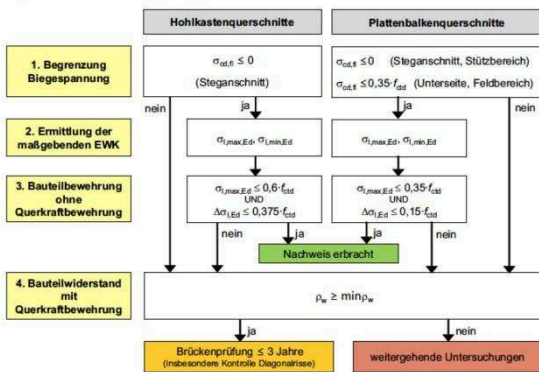 Hohlkastenquerschnitte
Plattenbalkenquerschnitte
1. Begrenzung
Biegespannung
σcd,fl ≤ 0
(Steganschnitt)
σcd,fl ≤ 0 (Steganschnitt, Stützbereich)
σcd,fl ≤ 0,35·fctd (Unterseite, Feldbereich)
nein
ja
ja
nein
2. Ermittlung der
maßgebenden EWK
σI,max,Ed, σI,min,Ed
σI,max,Ed, σI,min,Ed
3. Bauteilbewehrung
ohne
Querkraftbewehrung
σI,max,Ed ≤ 0,6·fctd
UND
ΔσI,Ed ≤ 0,375·fctd
σI,max,Ed ≤ 0,35·fctd
UND
ΔσI,Ed ≤ 0,15·fctd
nein
ja
ja
nein
Nachweis erbracht
4. Bauteilwiderstand
mit
Querkraftbewehrung
ρw ≥ minρw
ja
nein
Brückenprüfung ≤ 3 Jahre
(insbesondere Kontrolle Diagonalrisse)
weitergehende Untersuchungen